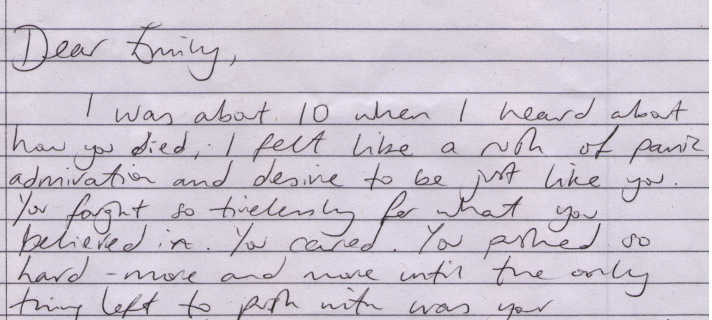 Dear Emily,
I was about 10 when I heard about
how you died, I felt like a rush of panic
admiration and desire to be just like you.
You fought so tirelessly for what you
believed in. You cared. You pushed so
hard - more and more until the only
thing left to push with was your